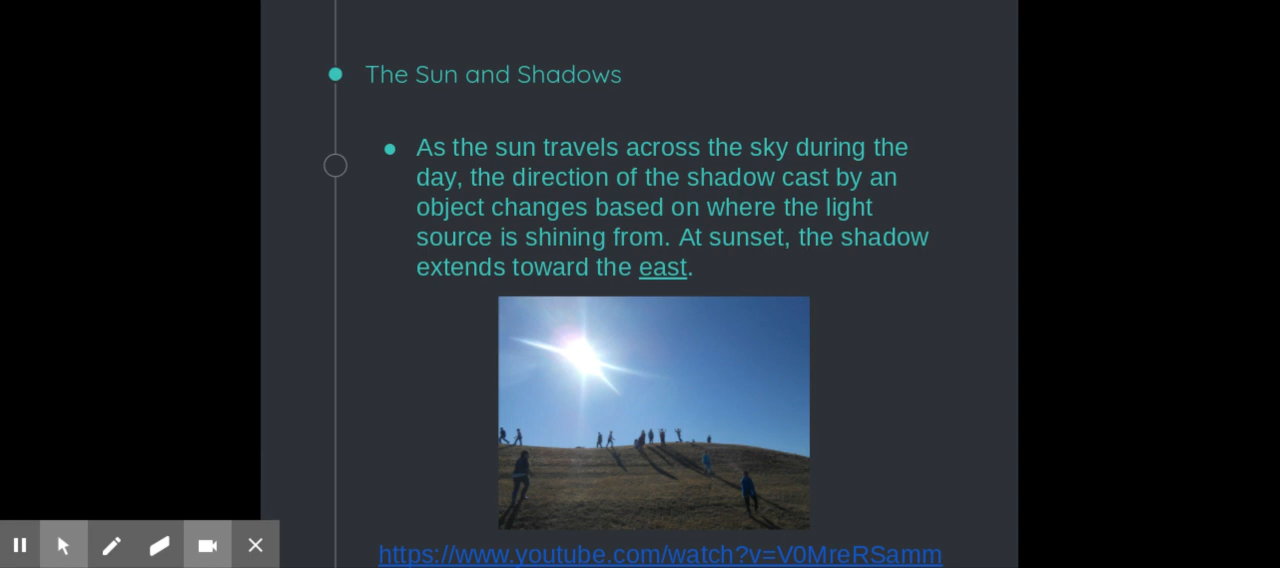 The Sun and Shadows
As the sun travels across the sky during the
day, the direction of the shadow cast by an
object changes based on where the light
source is shining from. At sunset, the shadow
extends toward the east.
https://www.youtube.com/watch?v=V0MreRSamm